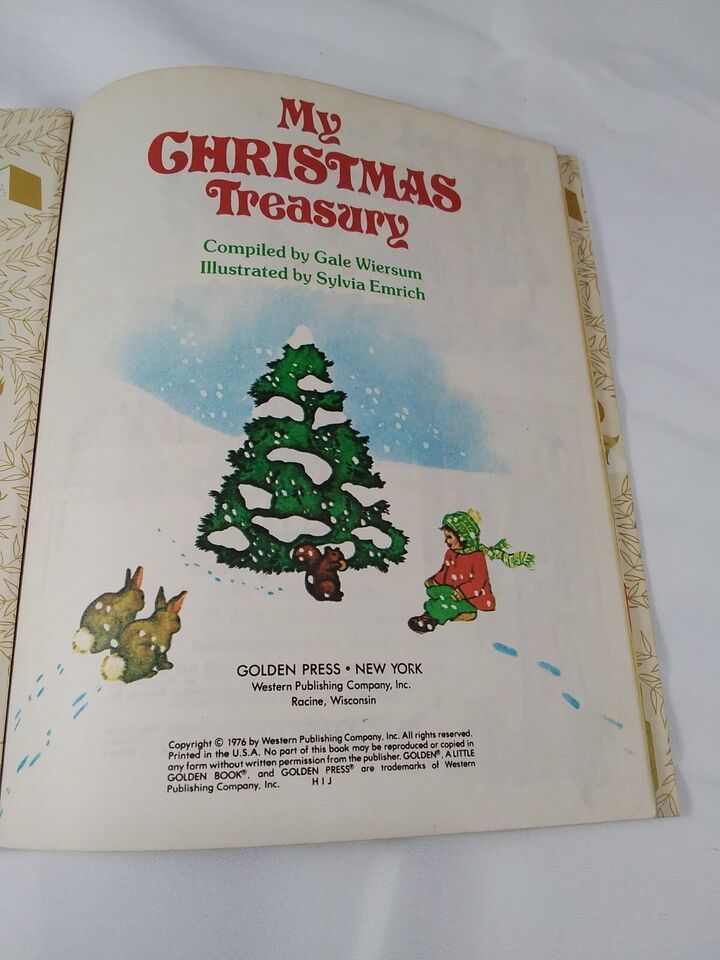 My
CHRISTMAS
Treasury
Compiled by Gale Wiersum
Illustrated by Sylvia Emrich
GOLDEN PRESS • NEW YORK
Western Publishing Company, Inc.
Racine, Wisconsin
Copyright © 1976 by Western Publishing Company, Inc. All rights reserved.
Printed in the U.S.A. No part of this book may be reproduced or copied in
any form without written permission from the publisher. GOLDEN®, A LITTLE
GOLDEN BOOK®, and GOLDEN PRESS® are trademarks of Western
Publishing Company, Inc. H I J